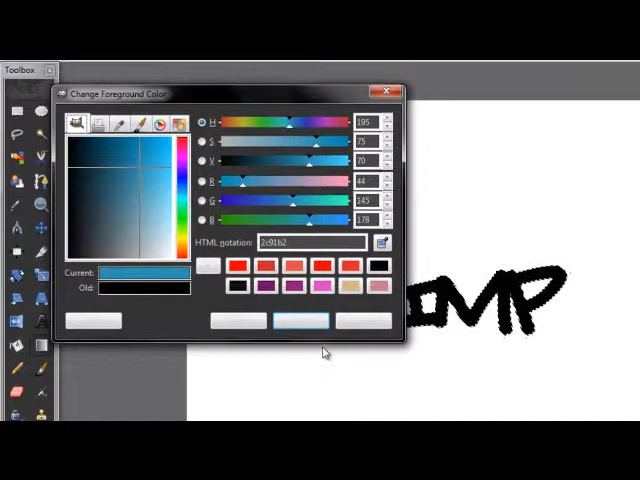 Toolbox
Change Foreground Color
H 195
S 75
V 70
R 44
G 145
B 178
HTML notation: 2c91b2
Current:
Old:
IMP